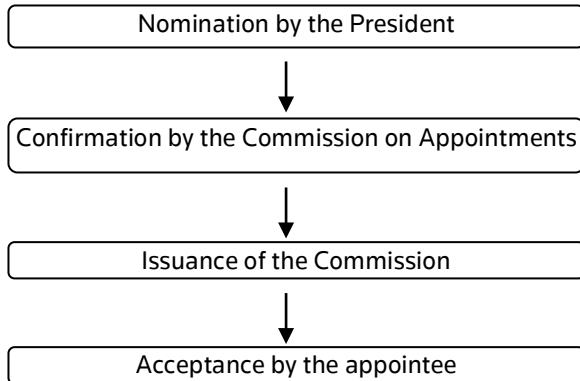 Nomination by the President
Confirmation by the Commission on Appointments
Issuance of the Commission
Acceptance by the appointee